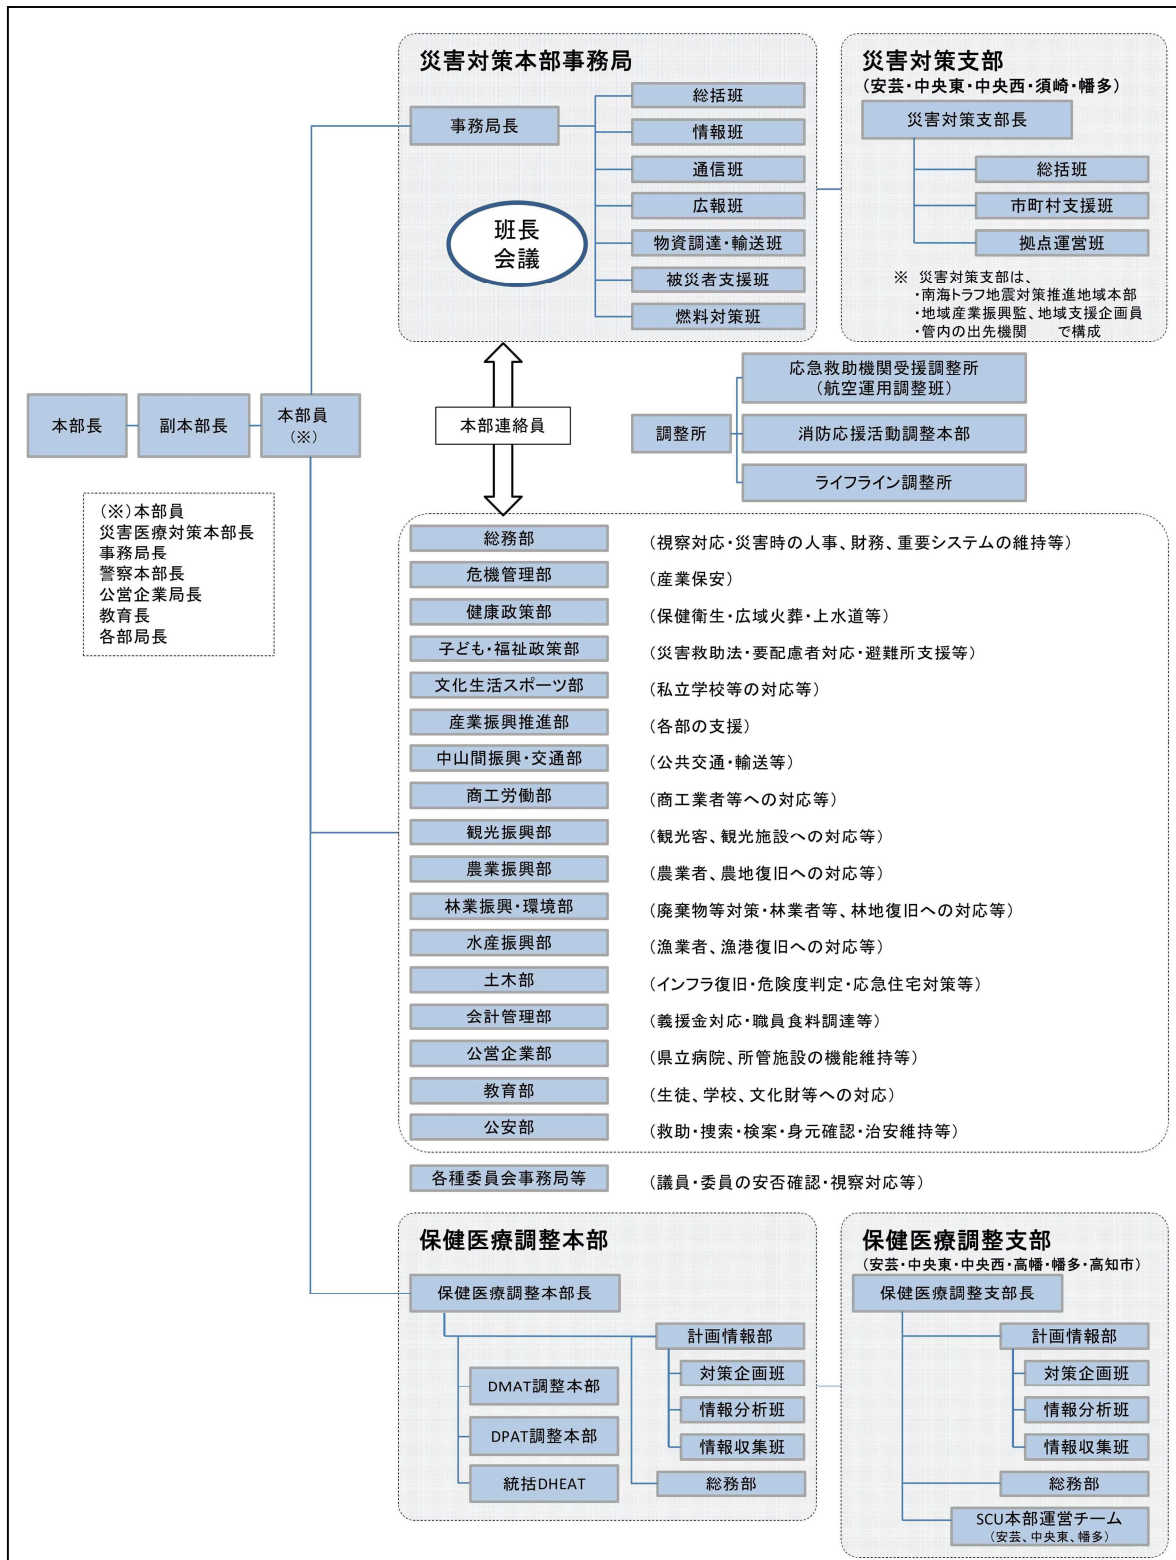 災害対策本部事務局
事務局長
総括班
情報班
通信班
広報班
物資調達・輸送班
被災者支援班
燃料対策班
班長
会議
災害対策支部
(安芸・中央東・中央西・須崎・幡多)
災害対策支部長
総括班
市町村支援班
拠点運営班
※ 災害対策支部は、
・南海トラフ地震対策推進地域本部
・地域産業振興監、地域支援企画員
・管内の出先機関 で構成
本部長
副本部長
本部員
(※)
本部連絡員
調整所
応急救助機関受援調整所
(航空運用調整班)
消防応援活動調整本部
ライフライン調整所
(※)本部員
災害医療対策本部長
事務局長
警察本部長
公営企業局長
教育長
各部局長
総務部 (視察対応・災害時の人事、財務、重要システムの維持等)
危機管理部 (産業保安)
健康政策部 (保健衛生・広域火葬・上水道等)
子ども・福祉政策部 (災害救助法・要配慮者対応・避難所支援等)
文化生活スポーツ部 (私立学校等の対応等)
産業振興推進部 (各部の支援)
中山間振興・交通部 (公共交通・輸送等)
商工労働部 (商工業者等への対応等)
観光振興部 (観光客、観光施設への対応等)
農業振興部 (農業者、農地復旧への対応等)
林業振興・環境部 (廃棄物等対策・林業者等、林地復旧への対応等)
水産振興部 (漁業者、漁港復旧への対応等)
土木部 (インフラ復旧・危険度判定・応急住宅対策等)
会計管理部 (義援金対応・職員食料調達等)
公営企業部 (県立病院、所管施設の機能維持等)
教育部 (生徒、学校、文化財等への対応)
公安部 (救助・捜索・検案・身元確認・治安維持等)
各種委員会事務局等 (議員・委員の安否確認・視察対応等)
保健医療調整本部
保健医療調整本部長
DMAT調整本部
DPAT調整本部
統括DHEAT
計画情報部
対策企画班
情報分析班
情報収集班
総務部
保健医療調整支部
(安芸・中央東・中央西・高幡・幡多・高知市)
保健医療調整支部長
計画情報部
対策企画班
情報分析班
情報収集班
総務部
SCU本部運営チーム
(安芸、中央東、幡多)